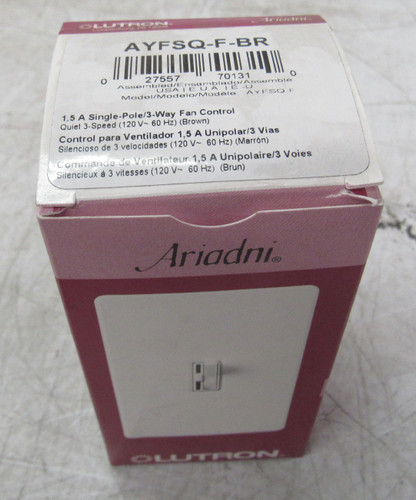 LUTRON.
Ariadni
AYFSQ-F-BR
0 27557 70131 0
Assembled/Ensamblado/Assemblé
USA | E U A | E -U
Model/Modelo/Modèle AYFSQ F
1.5 A Single-Pole/3-Way Fan Control
Quiet 3-Speed (120 V~ 60 Hz) (Brown)
Control para Ventilador 1,5 A Unipolar/3 Vías
Silencioso de 3 velocidades (120 V~ 60 Hz) (Marrón)
Commande de Ventilateur 1,5 A Unipolaire/3 Voies
Silencieux à 3 vitesses (120 V~ 60 Hz) (Brun)
Ariadni®
LUTRON